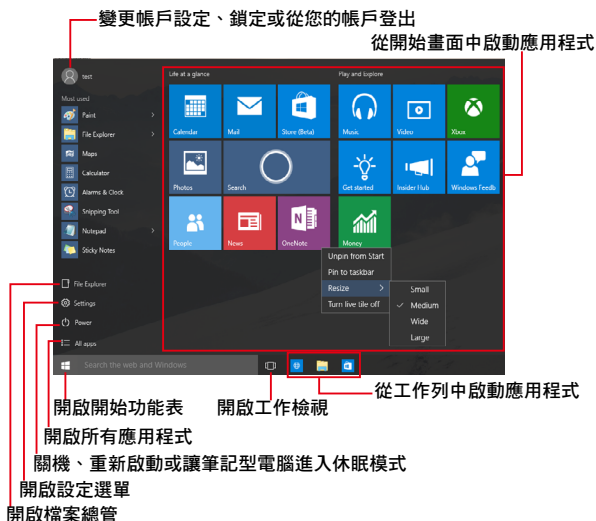 變更帳戶設定、鎖定或從您的帳戶登出
從開始畫面中啟動應用程式
test
Life at a glance
Play and Explore
Most used
Paint
File Explorer
Maps
Calculator
Alarms & Clock
Snipping Tool
Notepad
Sticky Notes
File Explorer
Settings
Power
All apps
Calendar
Mail
Store (Beta)
Music
Video
Xbox
Photos
Search
Get started
Insider Hub
Windows Feedb
People
News
OneNote
Money
Unpin from Start
Pin to taskbar
Resize
Turn live tile off
Small
Medium
Wide
Large
Search the web and Windows
從工作列中啟動應用程式
開啟開始功能表
開啟工作檢視
開啟所有應用程式
關機、重新啟動或讓筆記型電腦進入休眠模式
開啟設定選單
開啟檔案總管